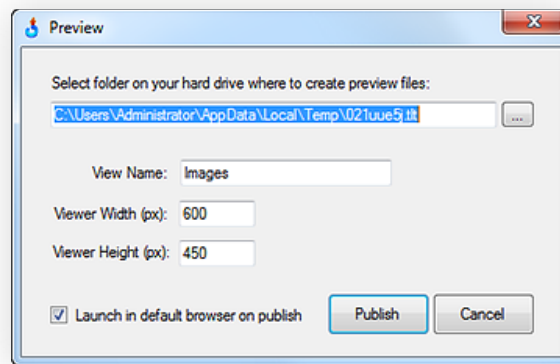 Preview
Select folder on your hard drive where to create preview files:
C:\Users\Administrator\AppData\Local\Temp\021uue5j.tlt
...
View Name: Images
Viewer Width (px): 600
Viewer Height (px): 450
Launch in default browser on publish
Publish
Cancel